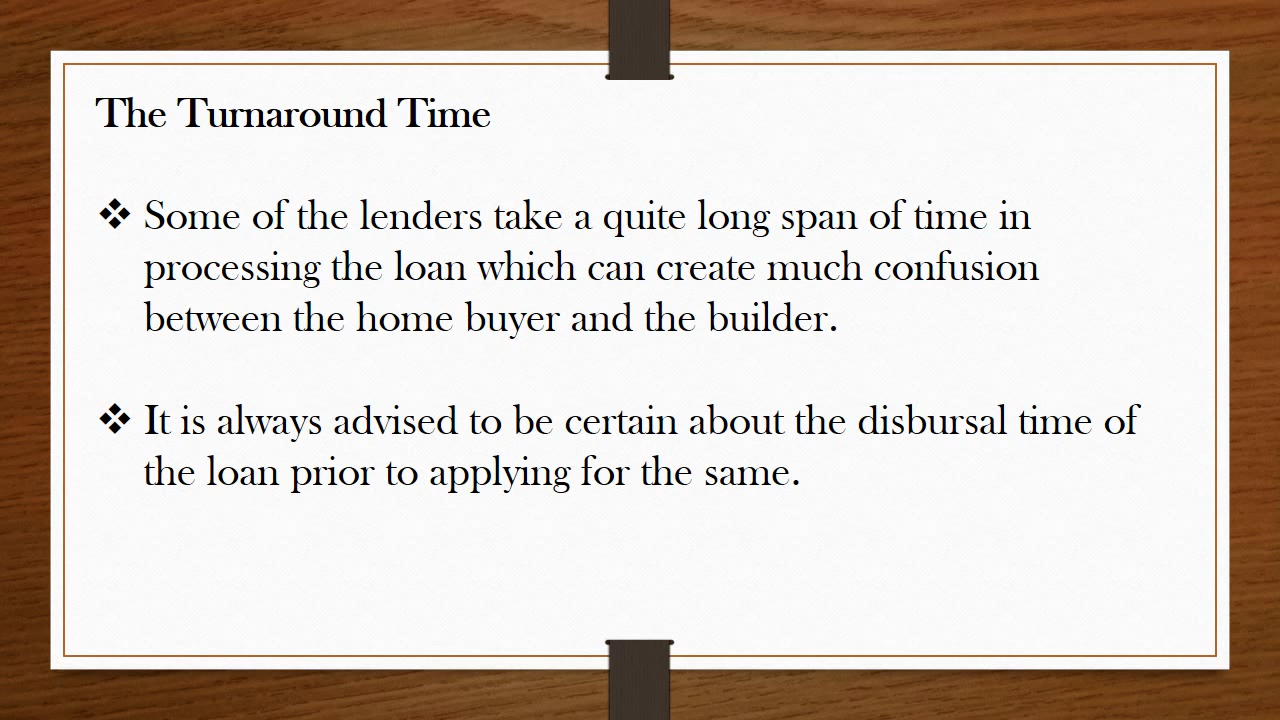 The Turnaround Time
❖ Some of the lenders take a quite long span of time in
processing the loan which can create much confusion
between the home buyer and the builder.
❖ It is always advised to be certain about the disbursal time of
the loan prior to applying for the same.